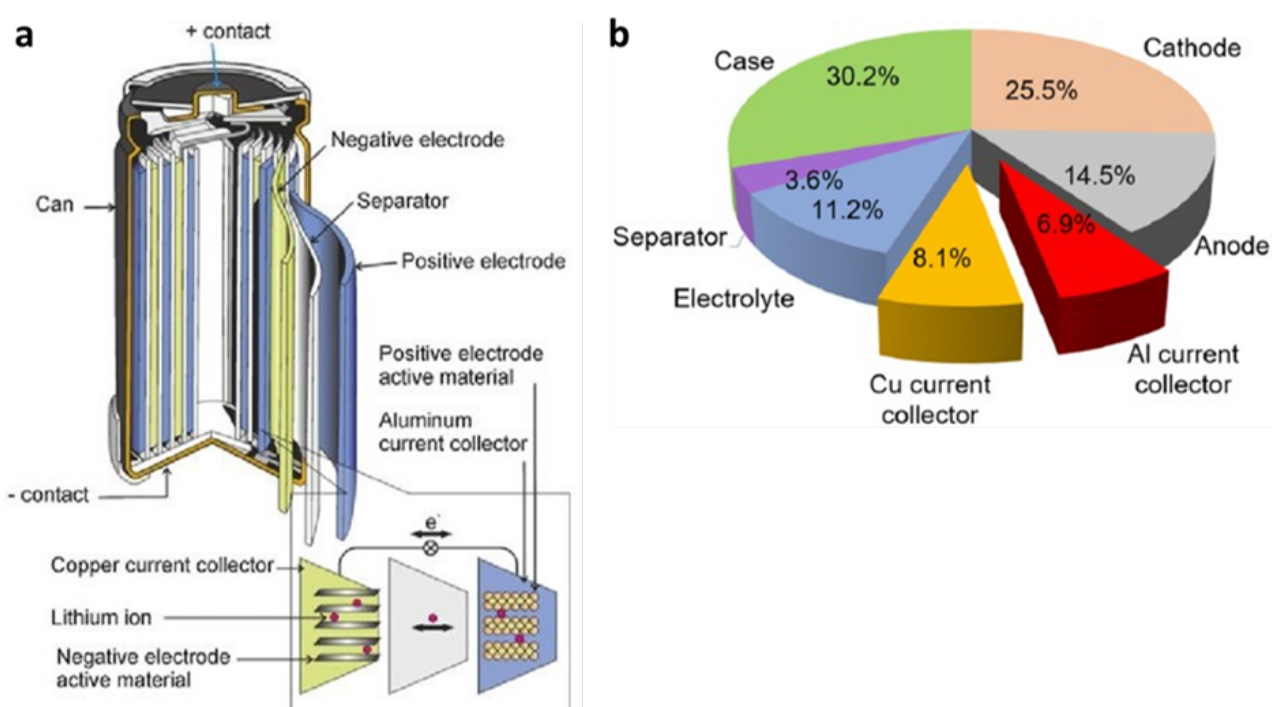 a
+ contact
Negative electrode
Can
Separator
Positive electrode
Positive electrode
active material
Aluminum
current collector
- contact
e-
Copper current collector
Lithium ion
Negative electrode
active material
b
Case
Cathode
30.2%
25.5%
3.6%
14.5%
11.2%
6.9%
Separator
8.1%
Anode
Electrolyte
Al current
collector
Cu current
collector